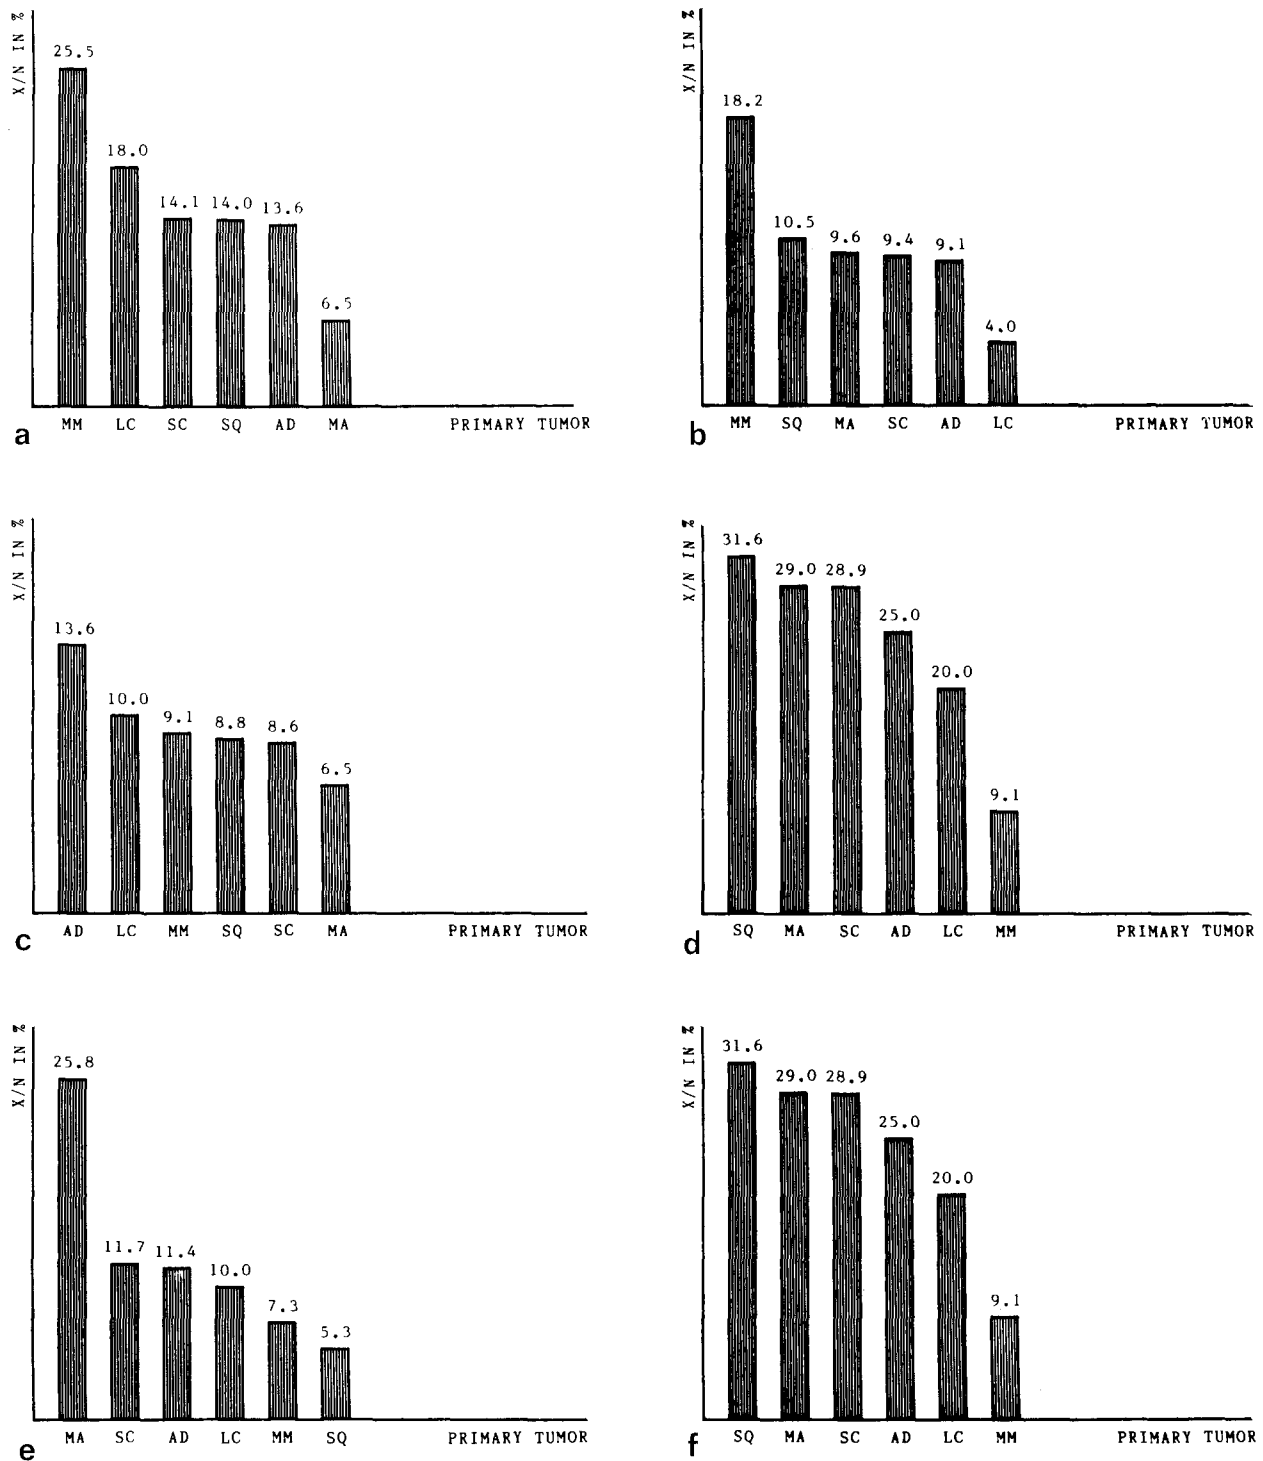 X/N IN %
25.5
18.0
14.1 14.0 13.6
6.5
MM LC SC SQ AD MA PRIMARY TUMOR
a
X/N IN %
18.2
10.5
9.6 9.4 9.1
4.0
MM SQ MA SC AD LC PRIMARY TUMOR
b
X/N IN %
13.6
10.0
9.1 8.8 8.6
6.5
AD LC MM SQ SC MA PRIMARY TUMOR
c
X/N IN %
31.6
29.0 28.9
25.0
20.0
9.1
SQ MA SC AD LC MM PRIMARY TUMOR
d
X/N IN %
25.8
11.7 11.4
10.0
7.3
5.3
MA SC AD LC MM SQ PRIMARY TUMOR
e
X/N IN %
31.6
29.0 28.9
25.0
20.0
9.1
SQ MA SC AD LC MM PRIMARY TUMOR
f